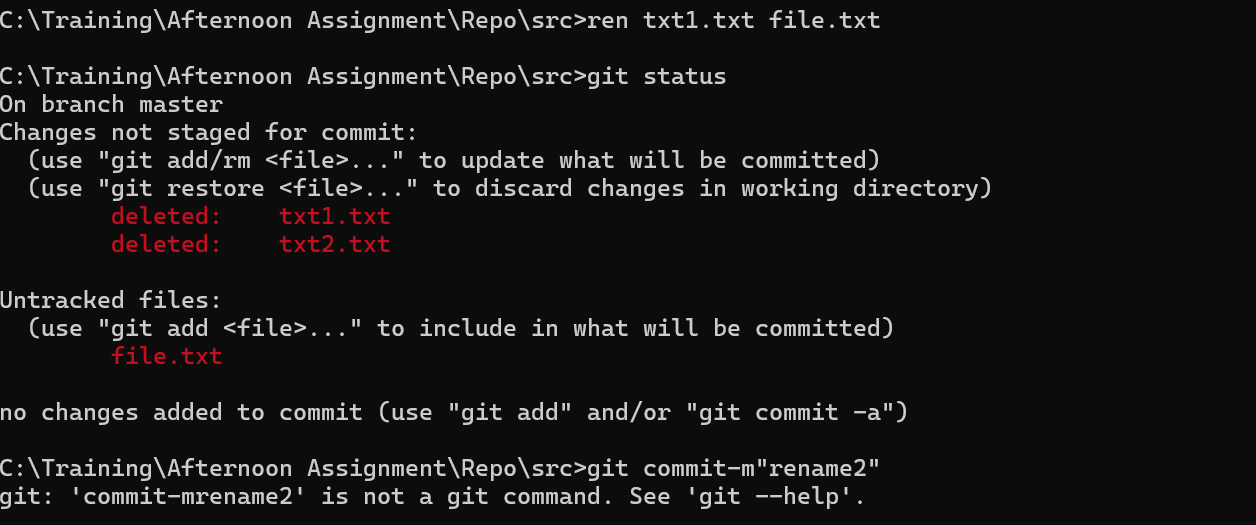 C:\Training\Afternoon Assignment\Repo\src>ren txt1.txt file.txt
C:\Training\Afternoon Assignment\Repo\src>git status
On branch master
Changes not staged for commit:
  (use "git add/rm <file>..." to update what will be committed)
  (use "git restore <file>..." to discard changes in working directory)
        deleted:    txt1.txt
        deleted:    txt2.txt
Untracked files:
  (use "git add <file>..." to include in what will be committed)
        file.txt
no changes added to commit (use "git add" and/or "git commit -a")
C:\Training\Afternoon Assignment\Repo\src>git commit-m"rename2"
git: 'commit-mrename2' is not a git command. See 'git --help'.